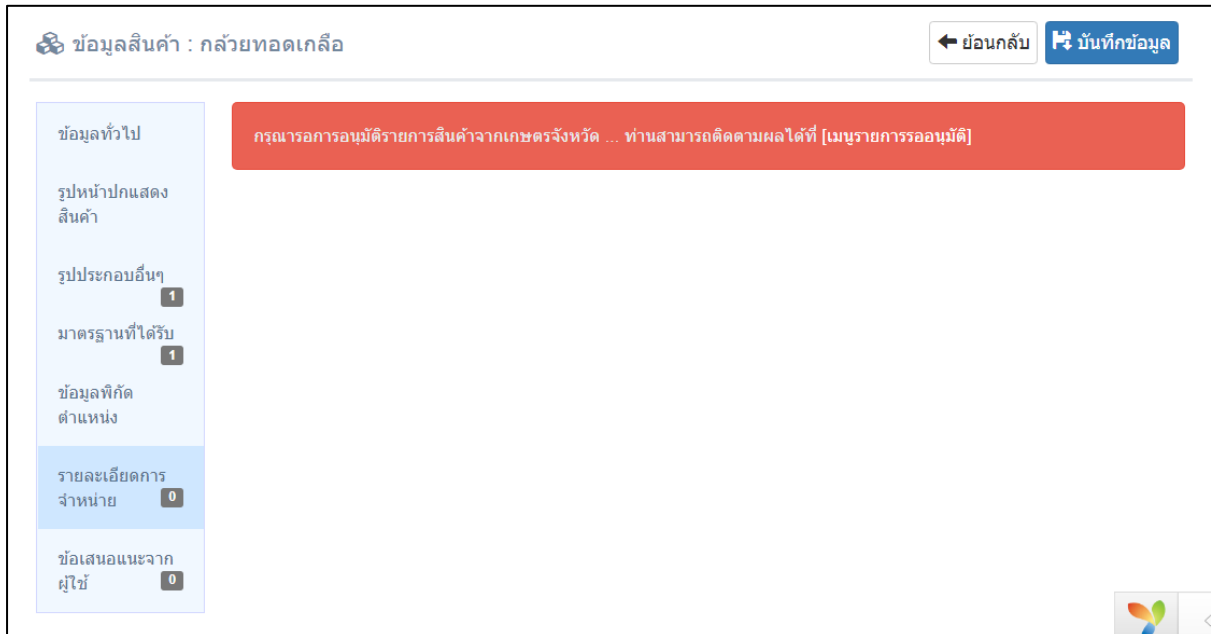 ข้อมูลสินค้า : กล้วยทอดเกลือ
ย้อนกลับ
บันทึกข้อมูล
ข้อมูลทั่วไป
กรุณารอการอนุมัติรายการสินค้าจากเกษตรจังหวัด ... ท่านสามารถติดตามผลได้ที่ [เมนูรายการรออนุมัติ]
รูปหน้าปกแสดง
สินค้า
รูปประกอบอื่นๆ
1
มาตรฐานที่ได้รับ
1
ข้อมูลพิกัด
ตำแหน่ง
รายละเอียดการ
จำหน่าย 0
ข้อเสนอแนะจาก
ผู้ใช้ 0